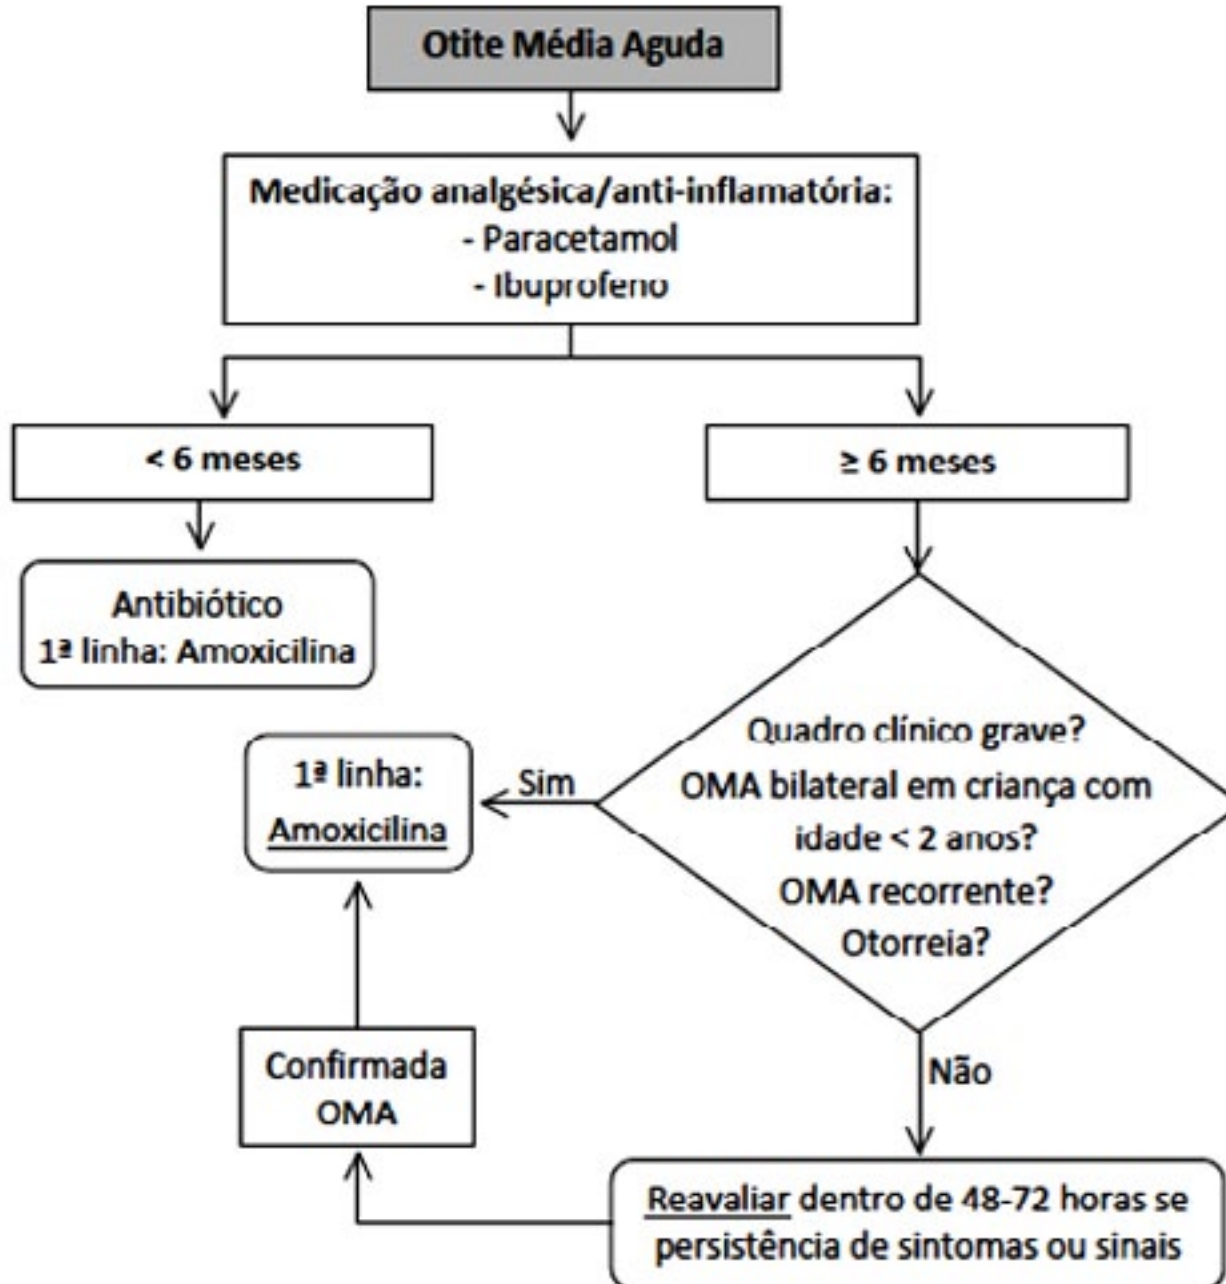 Otite Média Aguda
Medicação analgésica/anti-inflamatória:
- Paracetamol
- Ibuprofeno
< 6 meses
≥ 6 meses
Antibiótico
1ª linha: Amoxicilina
Quadro clínico grave?
OMA bilateral em criança com
idade < 2 anos?
OMA recorrente?
Otorreia?
Sim
1ª linha:
Amoxicilina
Não
Confirmada
OMA
Reavaliar dentro de 48-72 horas se
persistência de sintomas ou sinais